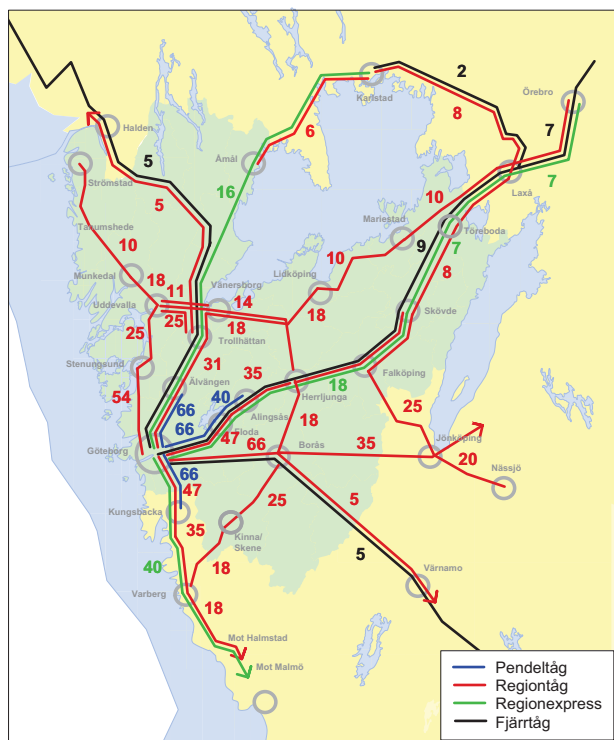 2
Karlstad
8
Örebro
7
Halden
5
6
Åmål
16
5
Strömstad
7
Laxå
10
Tanumshede
Mariestad
Töreboda
7
9
10
10
8
Munkedal
18
11
Lidköping
Vänersborg
14
18
Uddevalla
25
18
Skövde
25
Trollhättan
31
Stenungsund
35
18
Falköping
Älvängen
40
Herrljunga
54
66
66
Alingsås
18
25
Floda
47
66
Borås
35
Jönköping
Göteborg
66
47
25
20
Nässjö
Kungsbacka
35
5
Kinna/
Skene
5
40
18
Värnamo
Varberg
18
Mot Halmstad
Mot Malmö
Pendeltåg
Regiontåg
Regionexpress
Fjärrtåg